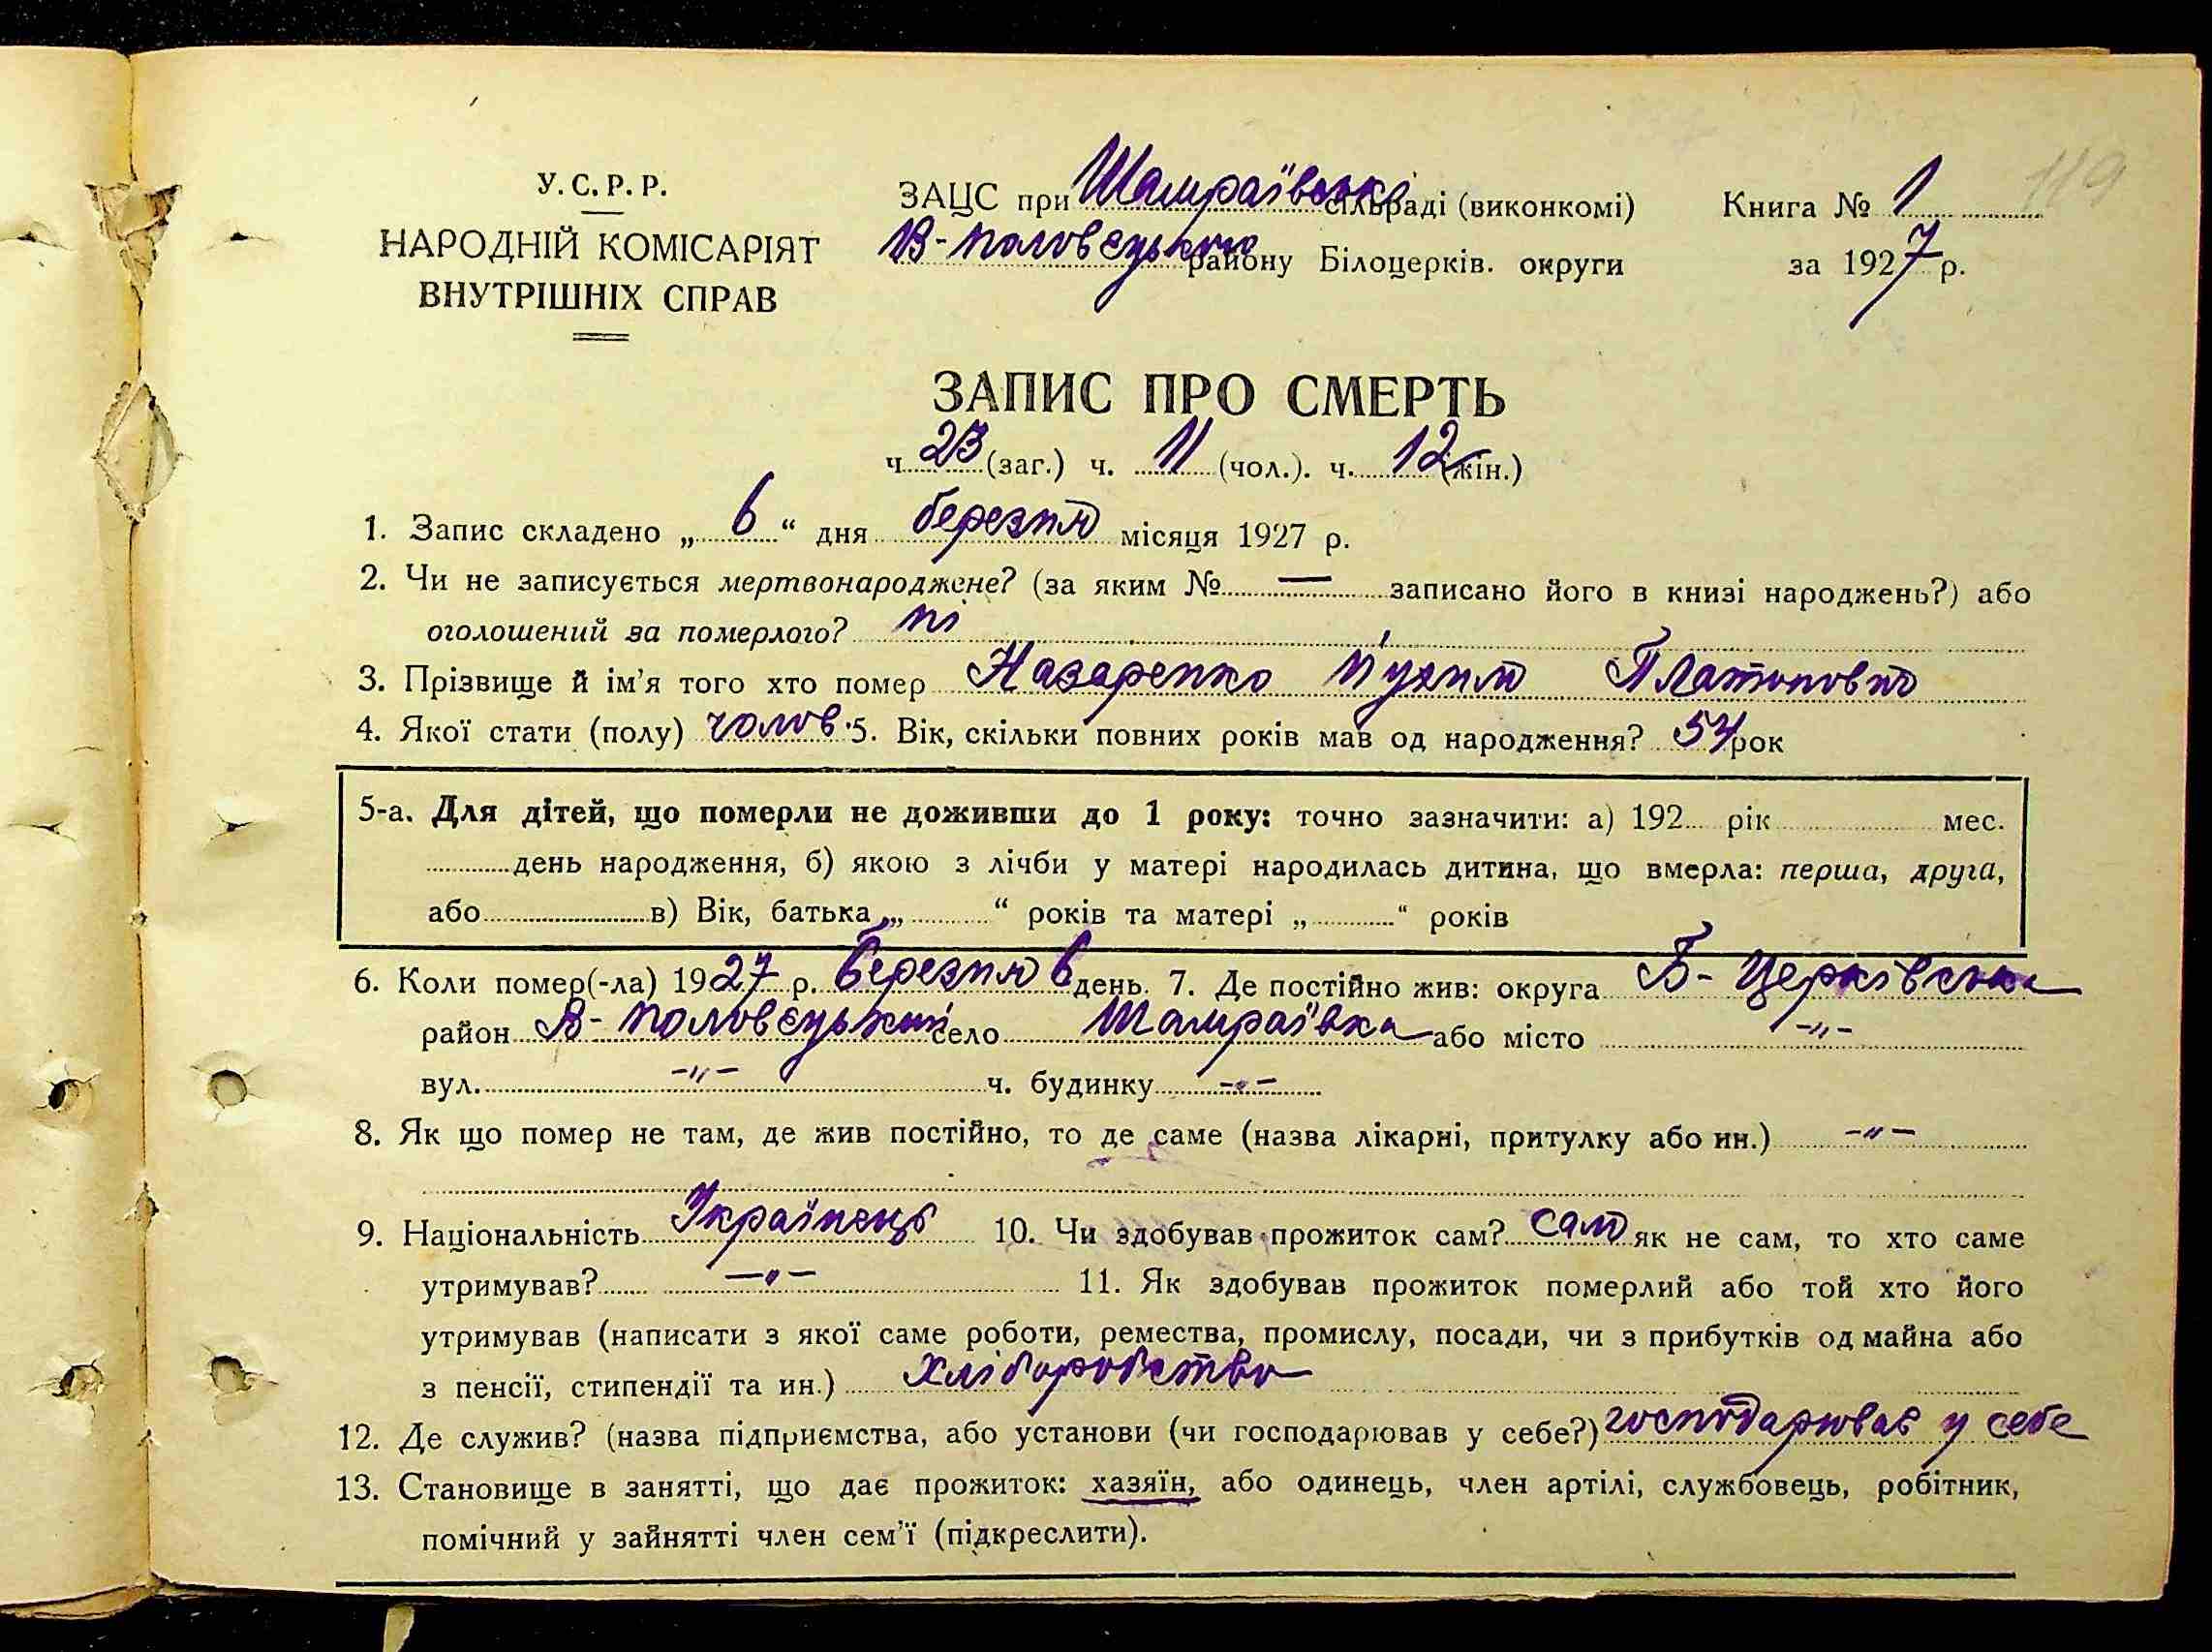 119
У. С. Р. Р.
НАРОДНІЙ КОМІСАРІЯТ
ВНУТРІШНІХ СПРАВ
ЗАЦС при Шамраївські сільраді (виконкомі)
В-Половецького району Білоцерків. округи
Книга № 1
за 1927 р.
ЗАПИС ПРО СМЕРТЬ
ч. 23 (заг.) ч. 11 (чол.). ч. 12 (жін.)
1. Запис складено „ 6 “ дня березня місяця 1927 р.
2. Чи не записується мертвонароджене? (за яким № — записано його в книзі народжень?) або
оголошений за померлого? ні
3. Прізвище й ім’я того хто помер Назаренко Платонович
4. Якої стати (полу) чолов. 5. Вік, скільки повних років мав од народження? 54 рок
5-а. Для дітей, що померли не доживши до 1 року: точно зазначити: а) 192 рік мес.
день народження, б) якою з лічби у матері народилась дитина, що вмерла: перша, друга,
або в) Вік, батька „ “ років та матері „ “ років
6. Коли помер(-ла) 1927 р. березня 6 день. 7. Де постійно жив: округа Б-Церківська
район В-Половецький село Шамраївка або місто -„-
вул. -„- ч. будинку -„-
8. Як що помер не там, де жив постійно, то де саме (назва лікарні, притулку або ин.) -„-
9. Національність Українець 10. Чи здобував прожиток сам? сам як не сам, то хто саме
утримував? -„- 11. Як здобував прожиток померлий або той хто його
утримував (написати з якої саме роботи, ремества, промислу, посади, чи з прибутків од майна або
з пенсії, стипендії та ин.) хліборобство
12. Де служив? (назва підприємства, або установи (чи господарював у себе?) господарював у себе
13. Становище в занятті, що дає прожиток: хазяїн, або одинець, член артілі, службовець, робітник,
помічний у зайнятті член сем’ї (підкреслити).